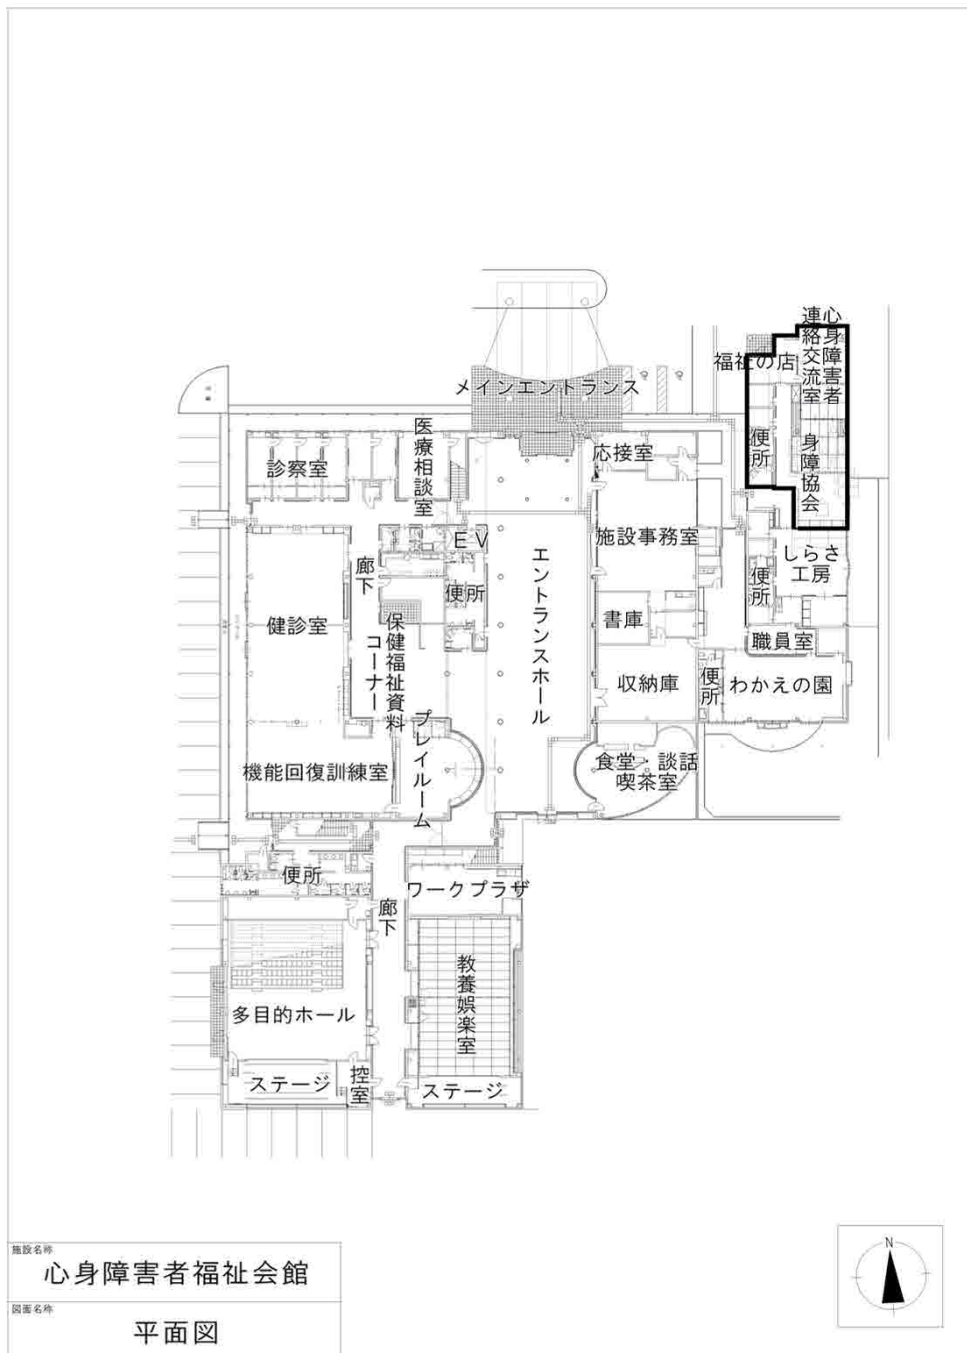 心身障害者
連絡交流室
福祉の店
メインエントランス
便所
身障協会
医療相談室
診察室
応接室
EV
エントランスホール
施設事務室
しらさ
工房
廊下
便所
便所
健診室
保健福祉資料
コーナー
書庫
職員室
収納庫
便所
わかえの園
プレイルーム
機能回復訓練室
食堂・談話
喫茶室
便所
ワークプラザ
廊下
教養娯楽室
多目的ホール
ステージ
控室
ステージ
N
施設名称
心身障害者福祉会館
図面名称
平面図